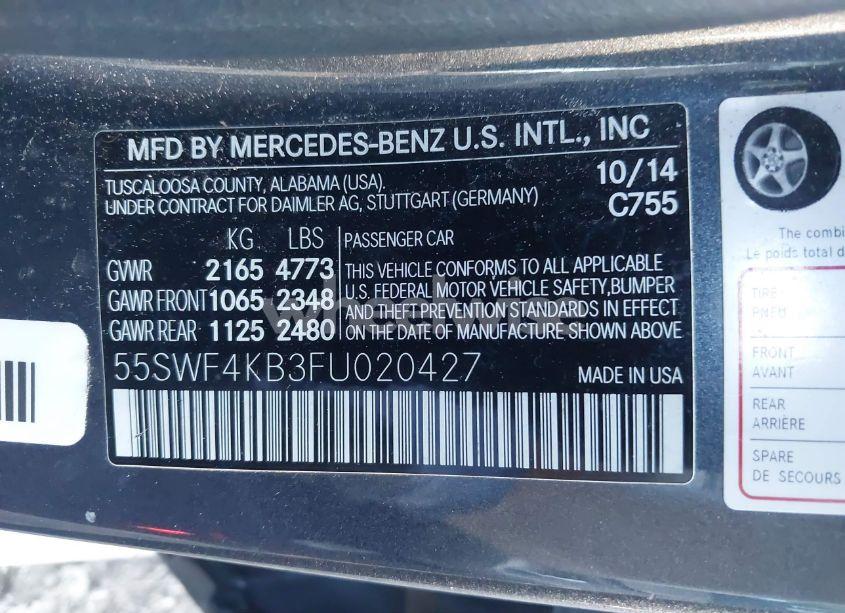 MFD BY MERCEDES-BENZ U.S. INTL., INC
TUSCALOOSA COUNTY, ALABAMA (USA). 10/14
UNDER CONTRACT FOR DAIMLER AG, STUTTGART (GERMANY) C755
KG LBS
GVWR 2165 4773
GAWR FRONT 1065 2348
GAWR REAR 1125 2480
PASSENGER CAR
THIS VEHICLE CONFORMS TO ALL APPLICABLE
U.S. FEDERAL MOTOR VEHICLE SAFETY,BUMPER
AND THEFT PREVENTION STANDARDS IN EFFECT
ON THE DATE OF MANUFACTURE SHOWN ABOVE
55SWF4KB3FU020427
MADE IN USA
The combi
Le poids total d
TIRE
PNEU
FRONT
AVANT
REAR
ARRIÈRE
SPARE
DE SECOURS